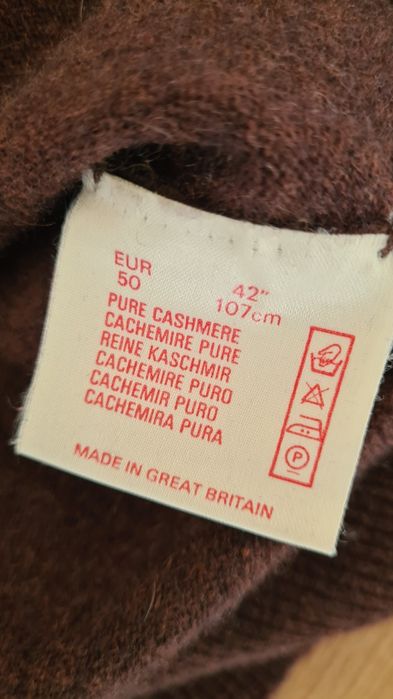 EUR 42"
50 107cm
PURE CASHMERE
CACHEMIRE PURE
REINE KASCHMIR
CACHEMIRE PURO
CACHEMIR PURO
CACHEMIRA PURA
P
MADE IN GREAT BRITAIN